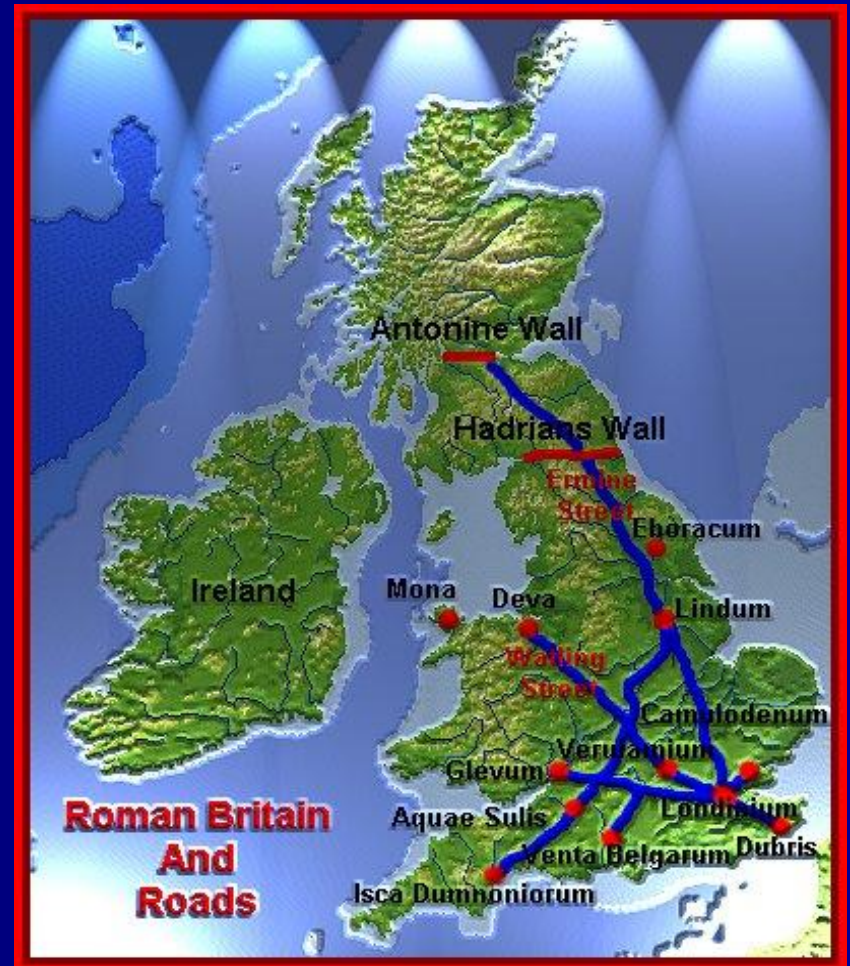 Antonine Wall
Hadrians Wall
Ermine
Street
Eboracum
Ireland
Mona
Deva
Lindum
Watling
Street
Camulodenum
Verulamium
Glevum
Londinium
Aquae Sulis
Dubris
Venta Belgarum
Isca Dumnoniorum
Roman Britain
And
Roads